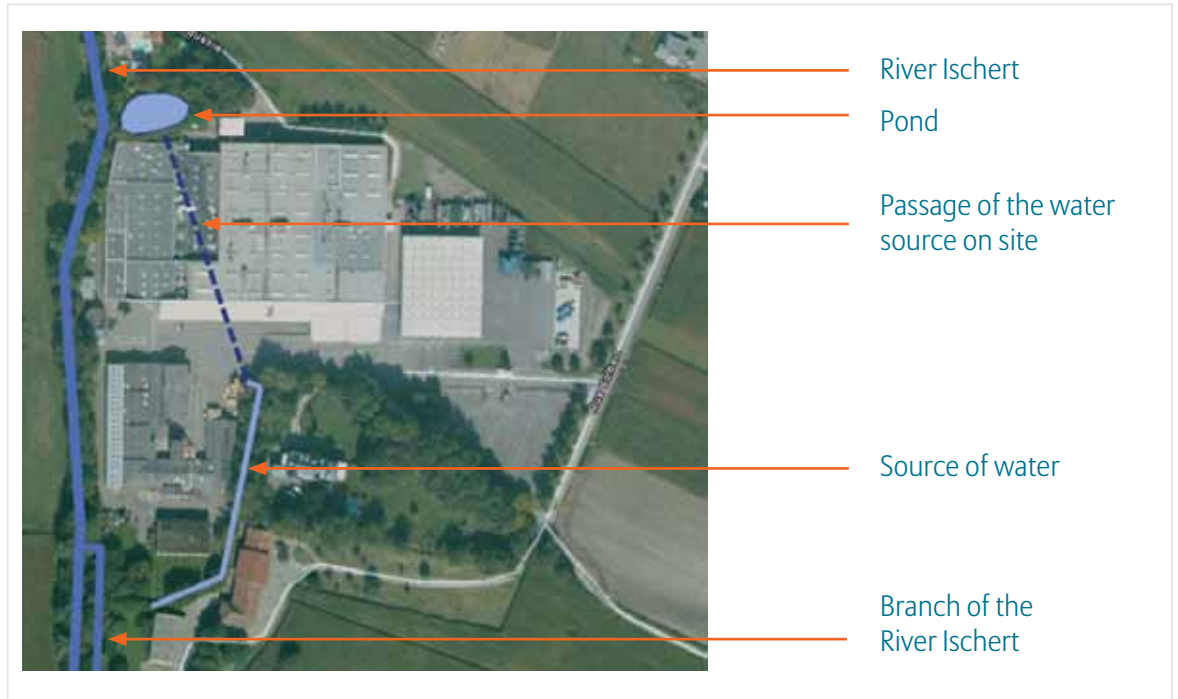 River Ischert
Pond
Passage of the water
source on site
Source of water
Branch of the
River Ischert